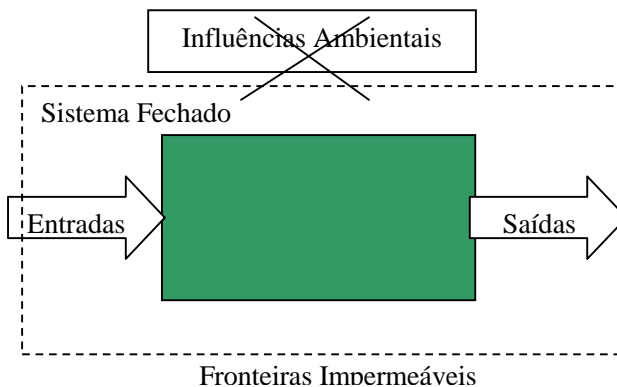 Influências Ambientais
Sistema Fechado
Entradas
Saídas
Fronteiras Impermeáveis